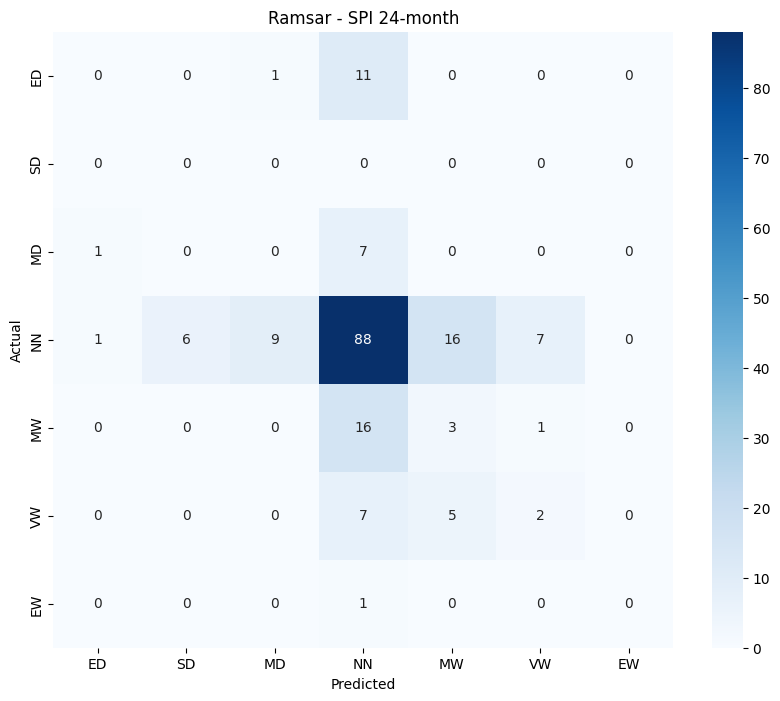 Ramsar - SPI 24-month
ED 0 0 1 11 0 0 0
SD 0 0 0 0 0 0 0
MD 1 0 0 7 0 0 0
NN 1 6 9 88 16 7 0
MW 0 0 0 16 3 1 0
VW 0 0 0 7 5 2 0
EW 0 0 0 1 0 0 0
ED SD MD NN MW VW EW
Predicted
Actual
80
70
60
50
40
30
20
10
0